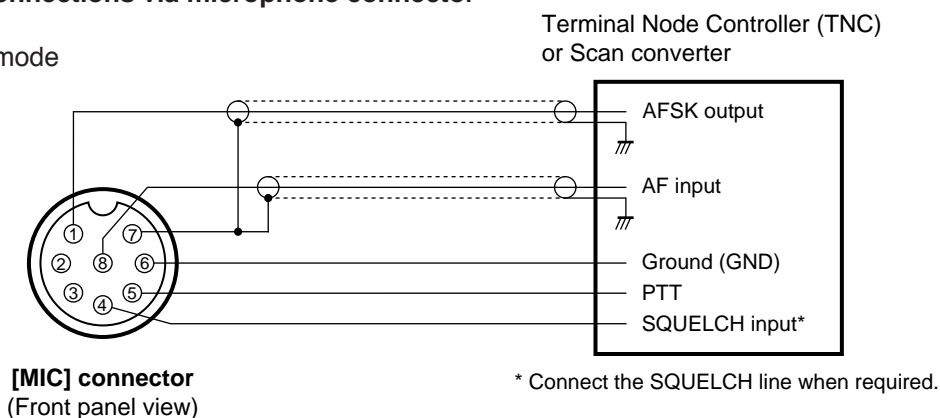 connections via microphone connector
mode
Terminal Node Controller (TNC)
or Scan converter
AFSK output
AF input
Ground (GND)
PTT
SQUELCH input*
1
7
2
8
6
3
5
4
[MIC] connector
(Front panel view)
* Connect the SQUELCH line when required.